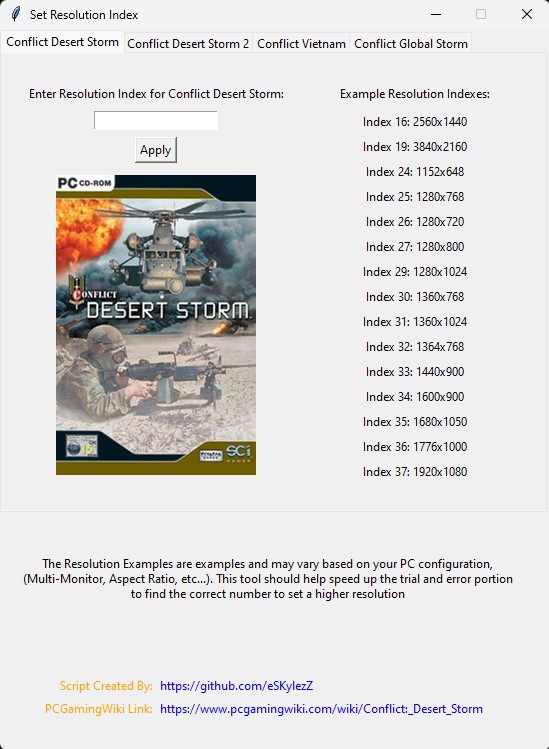 Set Resolution Index
Conflict Desert Storm
Conflict Desert Storm 2
Conflict Vietnam
Conflict Global Storm
Enter Resolution Index for Conflict Desert Storm:
Apply
PC CD-ROM
CONFLICT
DESERT STORM
SCi
GAMES
Example Resolution Indexes:
Index 16: 2560x1440
Index 19: 3840x2160
Index 24: 1152x648
Index 25: 1280x768
Index 26: 1280x720
Index 27: 1280x800
Index 29: 1280x1024
Index 30: 1360x768
Index 31: 1360x1024
Index 32: 1364x768
Index 33: 1440x900
Index 34: 1600x900
Index 35: 1680x1050
Index 36: 1776x1000
Index 37: 1920x1080
The Resolution Examples are examples and may vary based on your PC configuration,
(Multi-Monitor, Aspect Ratio, etc...). This tool should help speed up the trial and error portion
to find the correct number to set a higher resolution
Script Created By: https://github.com/eSKylezZ
PCGamingWiki Link: https://www.pcgamingwiki.com/wiki/Conflict:_Desert_Storm